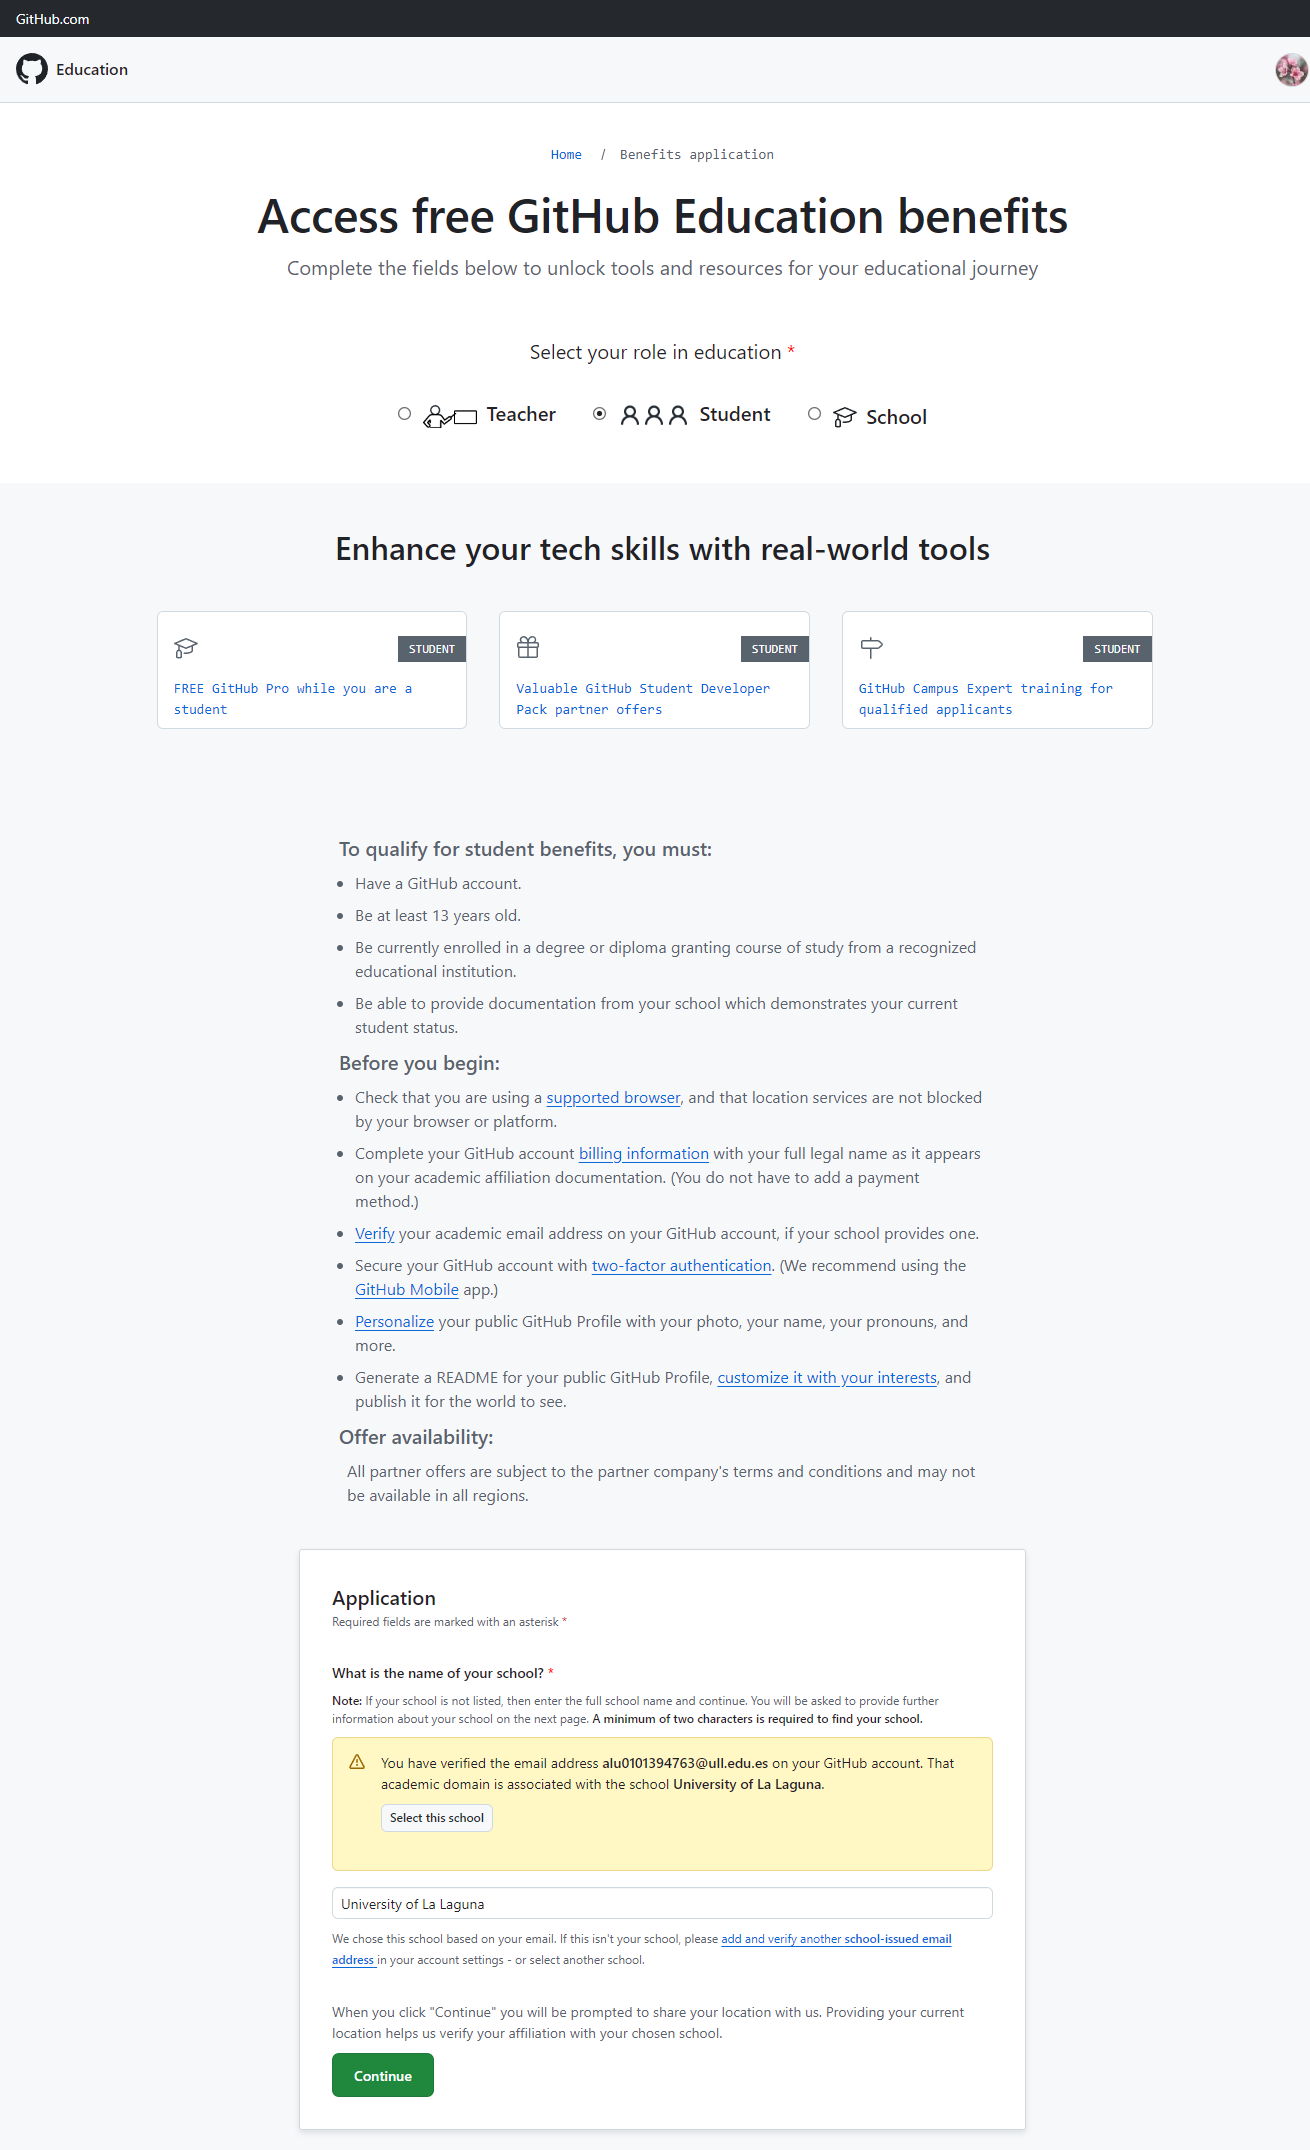 GitHub.com
Education
Home / Benefits application
Access free GitHub Education benefits
Complete the fields below to unlock tools and resources for your educational journey
Select your role in education *
Teacher Student School
Enhance your tech skills with real-world tools
STUDENT
FREE GitHub Pro while you are a
student
STUDENT
Valuable GitHub Student Developer
Pack partner offers
STUDENT
GitHub Campus Expert training for
qualified applicants
To qualify for student benefits, you must:
• Have a GitHub account.
• Be at least 13 years old.
• Be currently enrolled in a degree or diploma granting course of study from a recognized
educational institution.
• Be able to provide documentation from your school which demonstrates your current
student status.
Before you begin:
• Check that you are using a supported browser, and that location services are not blocked
by your browser or platform.
• Complete your GitHub account billing information with your full legal name as it appears
on your academic affiliation documentation. (You do not have to add a payment
method.)
• Verify your academic email address on your GitHub account, if your school provides one.
• Secure your GitHub account with two-factor authentication. (We recommend using the
GitHub Mobile app.)
• Personalize your public GitHub Profile with your photo, your name, your pronouns, and
more.
• Generate a README for your public GitHub Profile, customize it with your interests, and
publish it for the world to see.
Offer availability:
All partner offers are subject to the partner company's terms and conditions and may not
be available in all regions.
Application
Required fields are marked with an asterisk *
What is the name of your school? *
Note: If your school is not listed, then enter the full school name and continue. You will be asked to provide further
information about your school on the next page. A minimum of two characters is required to find your school.
You have verified the email address alu0101394763@ull.edu.es on your GitHub account. That
academic domain is associated with the school University of La Laguna.
Select this school
University of La Laguna
We chose this school based on your email. If this isn't your school, please add and verify another school-issued email
address in your account settings - or select another school.
When you click "Continue" you will be prompted to share your location with us. Providing your current
location helps us verify your affiliation with your chosen school.
Continue